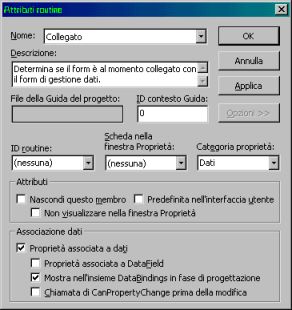 Attributi routine
Nome: Collegato
OK
Descrizione:
Determina se il form è al momento collegato con
il form di gestione dati.
Annulla
Applica
File della Guida del progetto:
ID contesto Guida:
0
Opzioni >>
ID routine:
Scheda nella
finestra Proprietà:
Categoria proprietà:
(nessuna)
(nessuna)
Dati
Attributi
Nascondi questo membro
Predefinita nell'interfaccia utente
Non visualizzare nella finestra Proprietà
Associazione dati
Proprietà associata a dati
Proprietà associata a DataField
Mostra nell'insieme DataBindings in fase di progettazione
Chiamata di CanPropertyChange prima della modifica